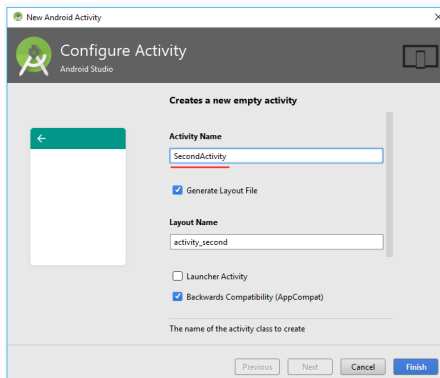 New Android Activity
Configure Activity
Android Studio
Creates a new empty activity
Activity Name
SecondActivity
Generate Layout File
Layout Name
activity_second
Launcher Activity
Backwards Compatibility (AppCompat)
The name of the activity class to create
Previous Next Cancel Finish